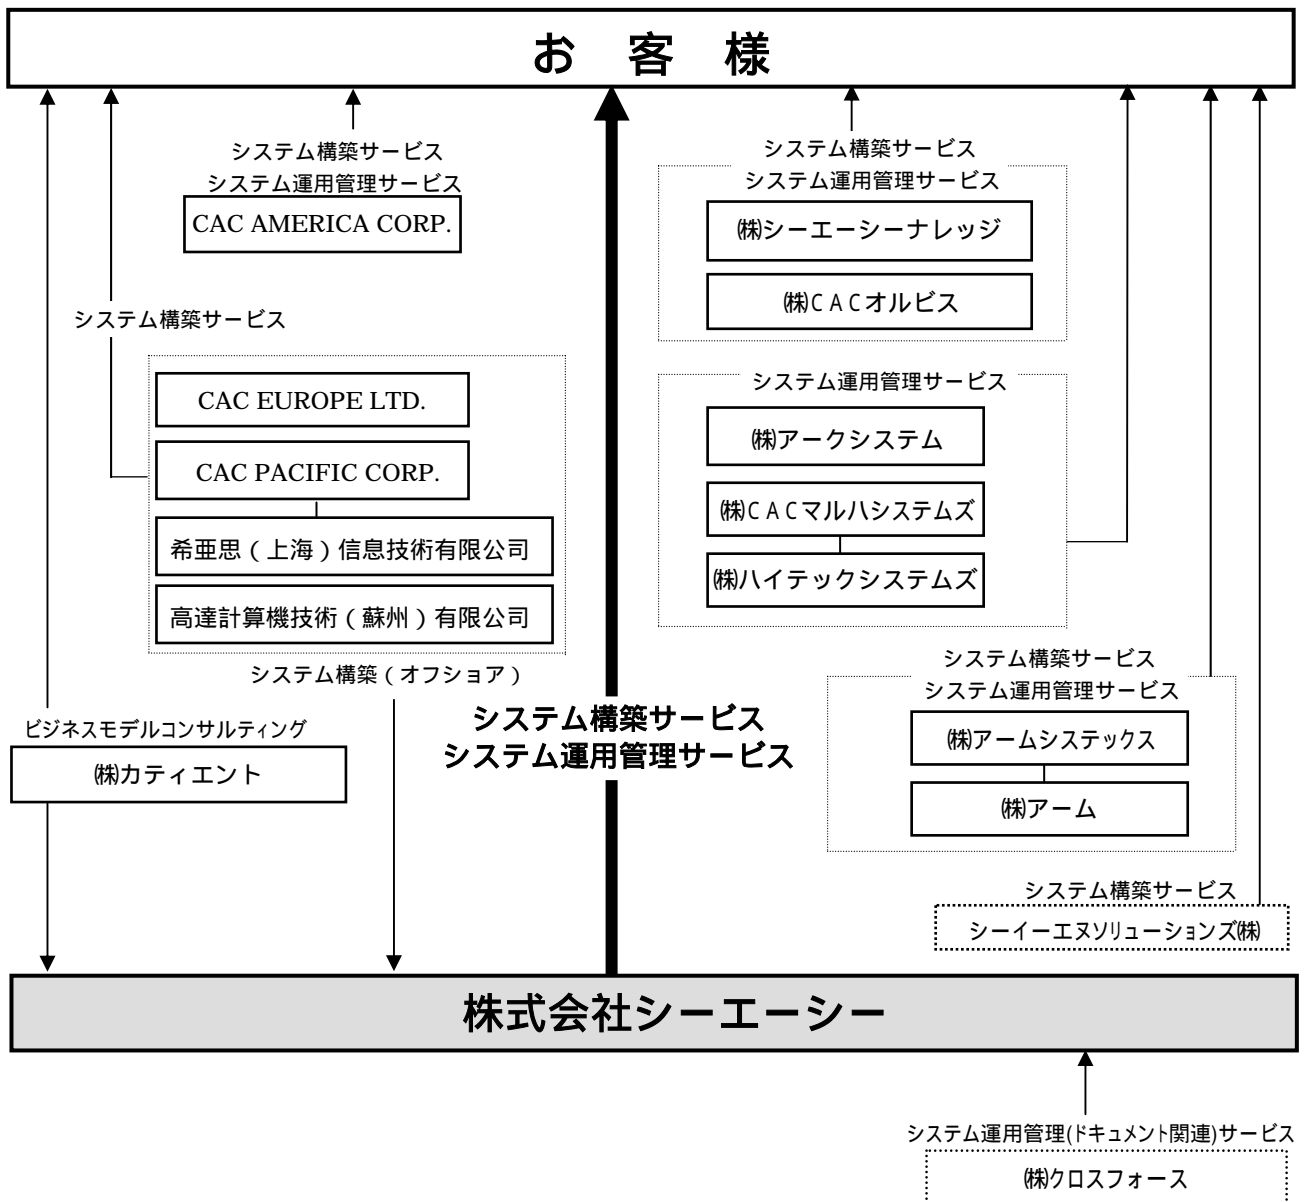 お 客 様
システム構築サービス
システム運用管理サービス
CAC AMERICA CORP.
システム構築サービス
システム運用管理サービス
㈱シーエーシーナレッジ
㈱CACオルビス
システム構築サービス
CAC EUROPE LTD.
CAC PACIFIC CORP.
希亜思(上海)信息技術有限公司
高達計算機技術(蘇州)有限公司
システム構築(オフショア)
システム運用管理サービス
㈱アークシステム
㈱CACマルハシステムズ
㈱ハイテックシステムズ
ビジネスモデルコンサルティング
㈱カティエント
システム構築サービス
システム運用管理サービス
システム構築サービス
システム運用管理サービス
㈱アームシステックス
㈱アーム
システム構築サービス
シーイーエヌソリューションズ㈱
株式会社シーエーシー
システム運用管理(ドキュメント関連)サービス
㈱クロスフォース